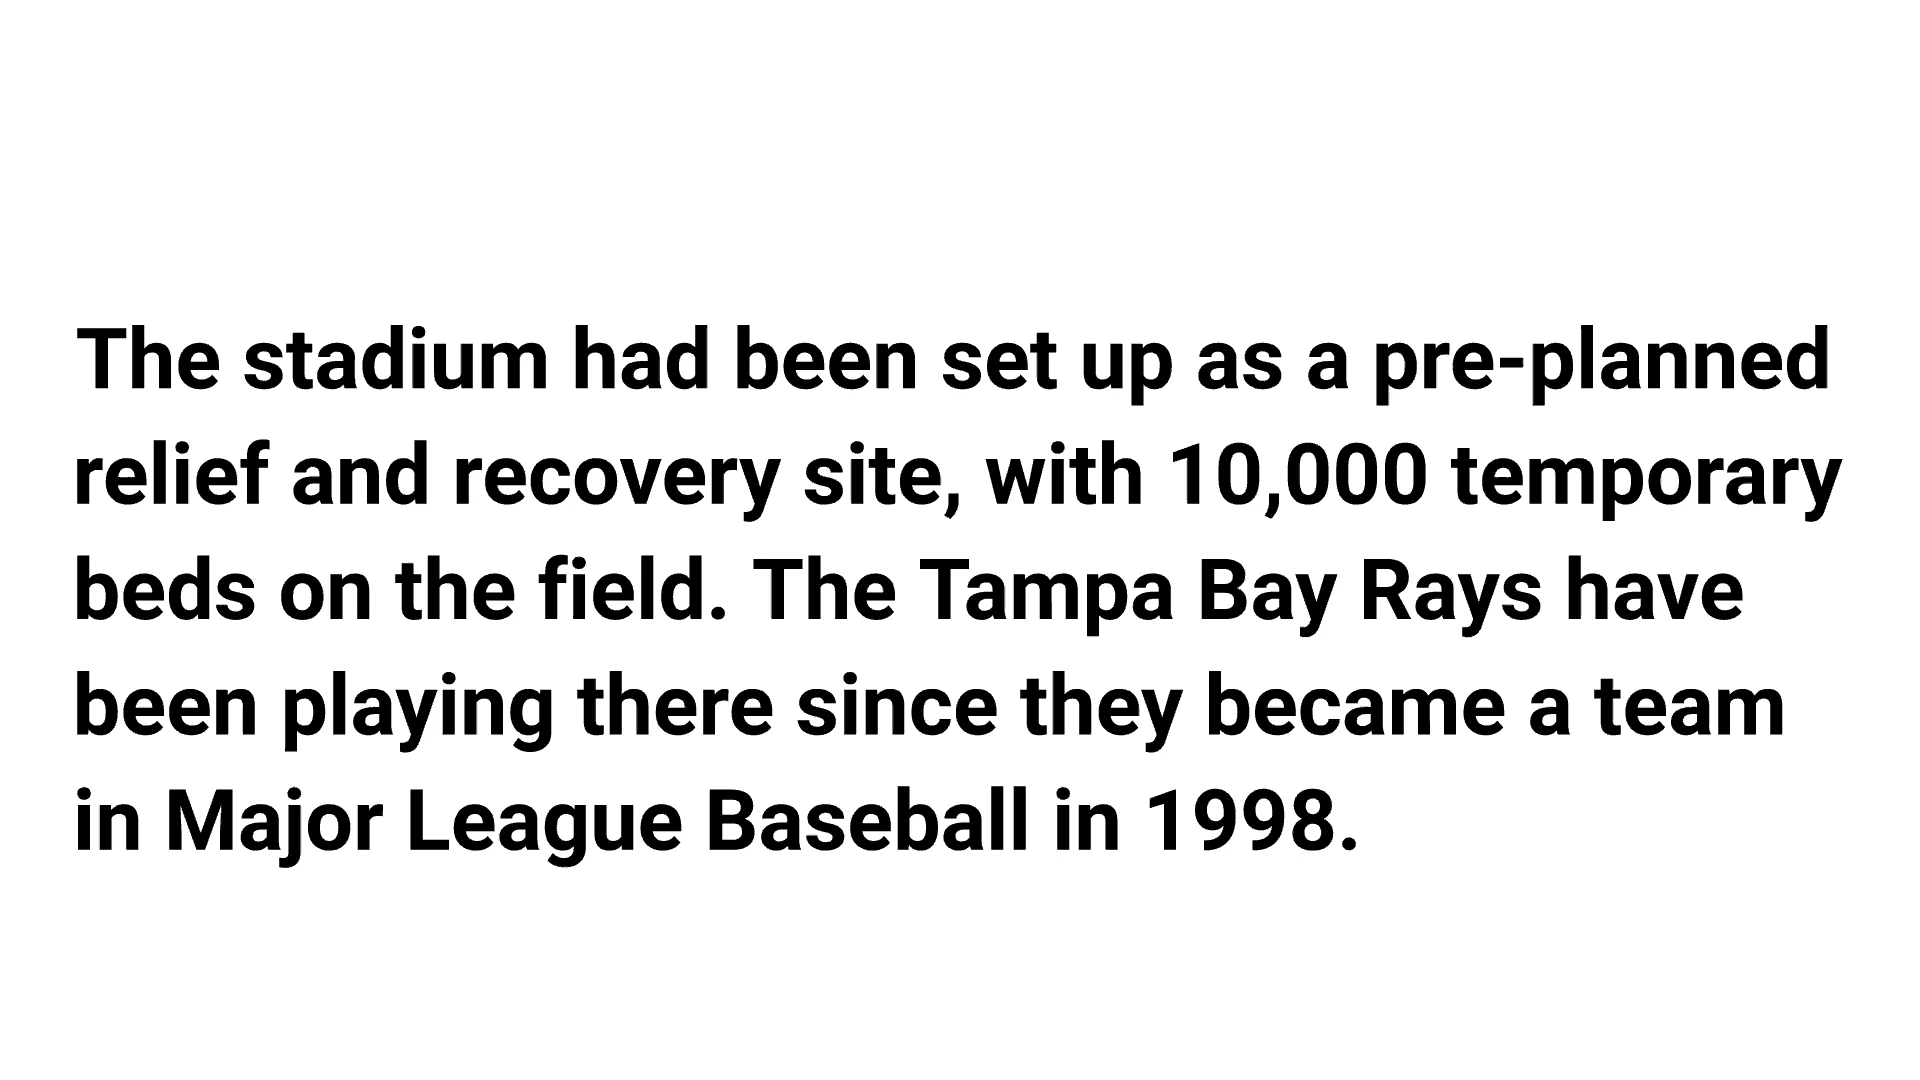 The stadium had been set up as a pre-planned
relief and recovery site, with 10,000 temporary
beds on the field. The Tampa Bay Rays have
been playing there since they became a team
in Major League Baseball in 1998.